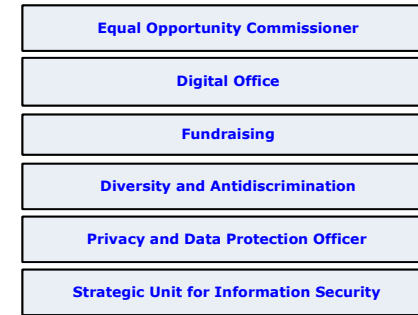 Equal Opportunity Commissioner
Digital Office
Fundraising
Diversity and Antidiscrimination
Privacy and Data Protection Officer
Strategic Unit for Information Security